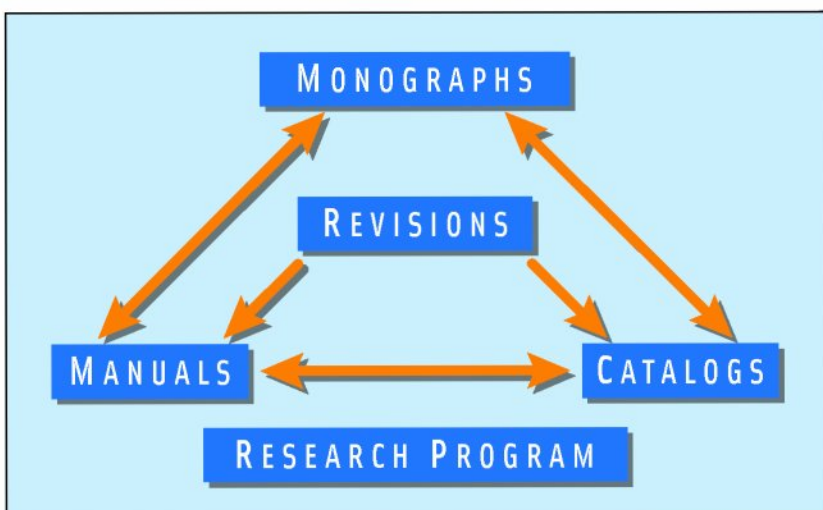 MONOGRAPHS
REVISIONS
MANUALS
CATALOGS
RESEARCH PROGRAM